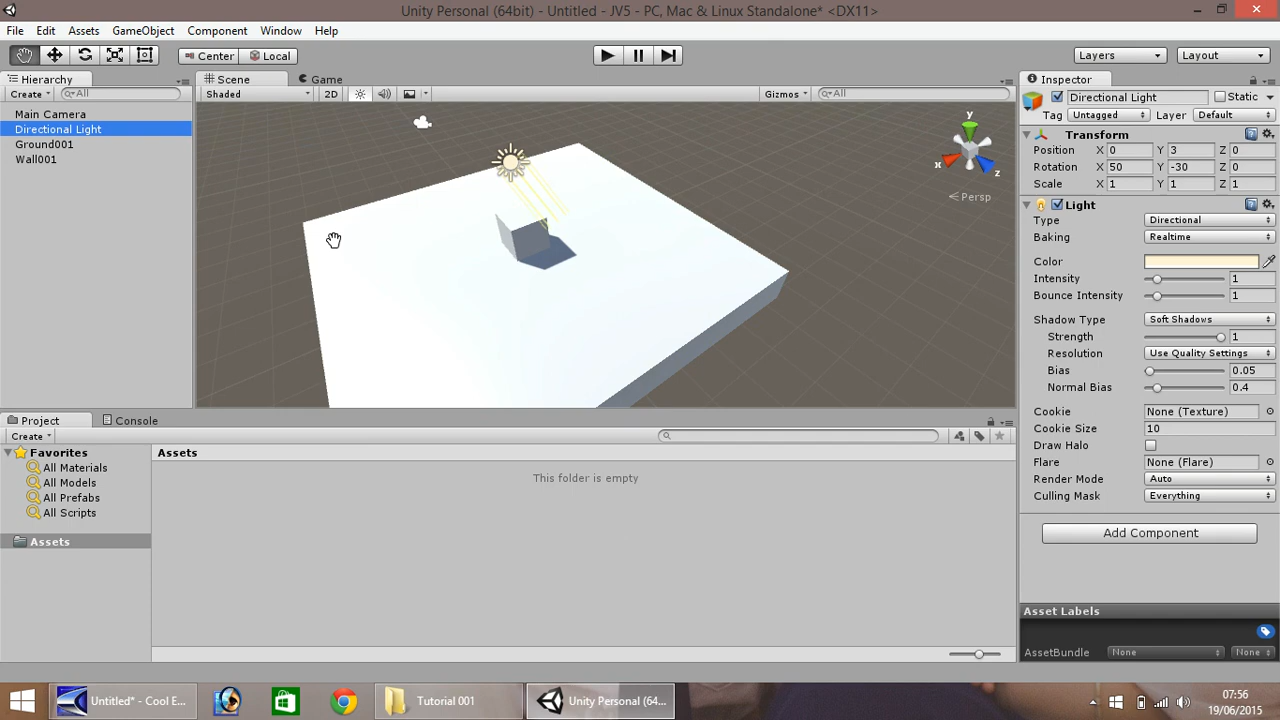 Unity Personal (64bit) - Untitled - JV5 - PC, Mac & Linux Standalone* <DX11>
File Edit Assets GameObject Component Window Help
Center Local Layers Layout
Hierarchy
Create All
Main Camera
Directional Light
Ground001
Wall001
Scene Game
Shaded 2D Gizmos All
y
x
z
Persp
Inspector
Directional Light Static
Tag Untagged Layer Default
Transform
Position X 0 Y 3 Z 0
Rotation X 50 Y -30 Z 0
Scale X 1 Y 1 Z 1
Light
Type Directional
Baking Realtime
Color
Intensity 1
Bounce Intensity 1
Shadow Type Soft Shadows
Strength 1
Resolution Use Quality Settings
Bias 0.05
Normal Bias 0.4
Cookie None (Texture)
Cookie Size 10
Draw Halo
Flare None (Flare)
Render Mode Auto
Culling Mask Everything
Add Component
Asset Labels
AssetBundle None None
Project Console
Create
Favorites
All Materials
All Models
All Prefabs
All Scripts
Assets
Assets
This folder is empty
Untitled* - Cool E...
Tutorial 001
Unity Personal (64...
07:56
19/06/2015